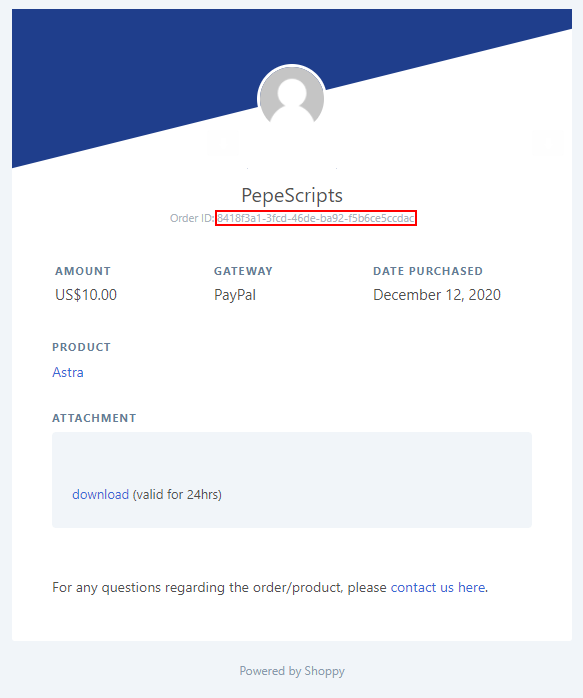 PepeScripts
Order ID: 8418f3a1-3fcd-46de-ba92-f5b6ce5ccdac
AMOUNT GATEWAY DATE PURCHASED
US$10.00 PayPal December 12, 2020
PRODUCT
Astra
ATTACHMENT
download (valid for 24hrs)
For any questions regarding the order/product, please contact us here.
Powered by Shoppy